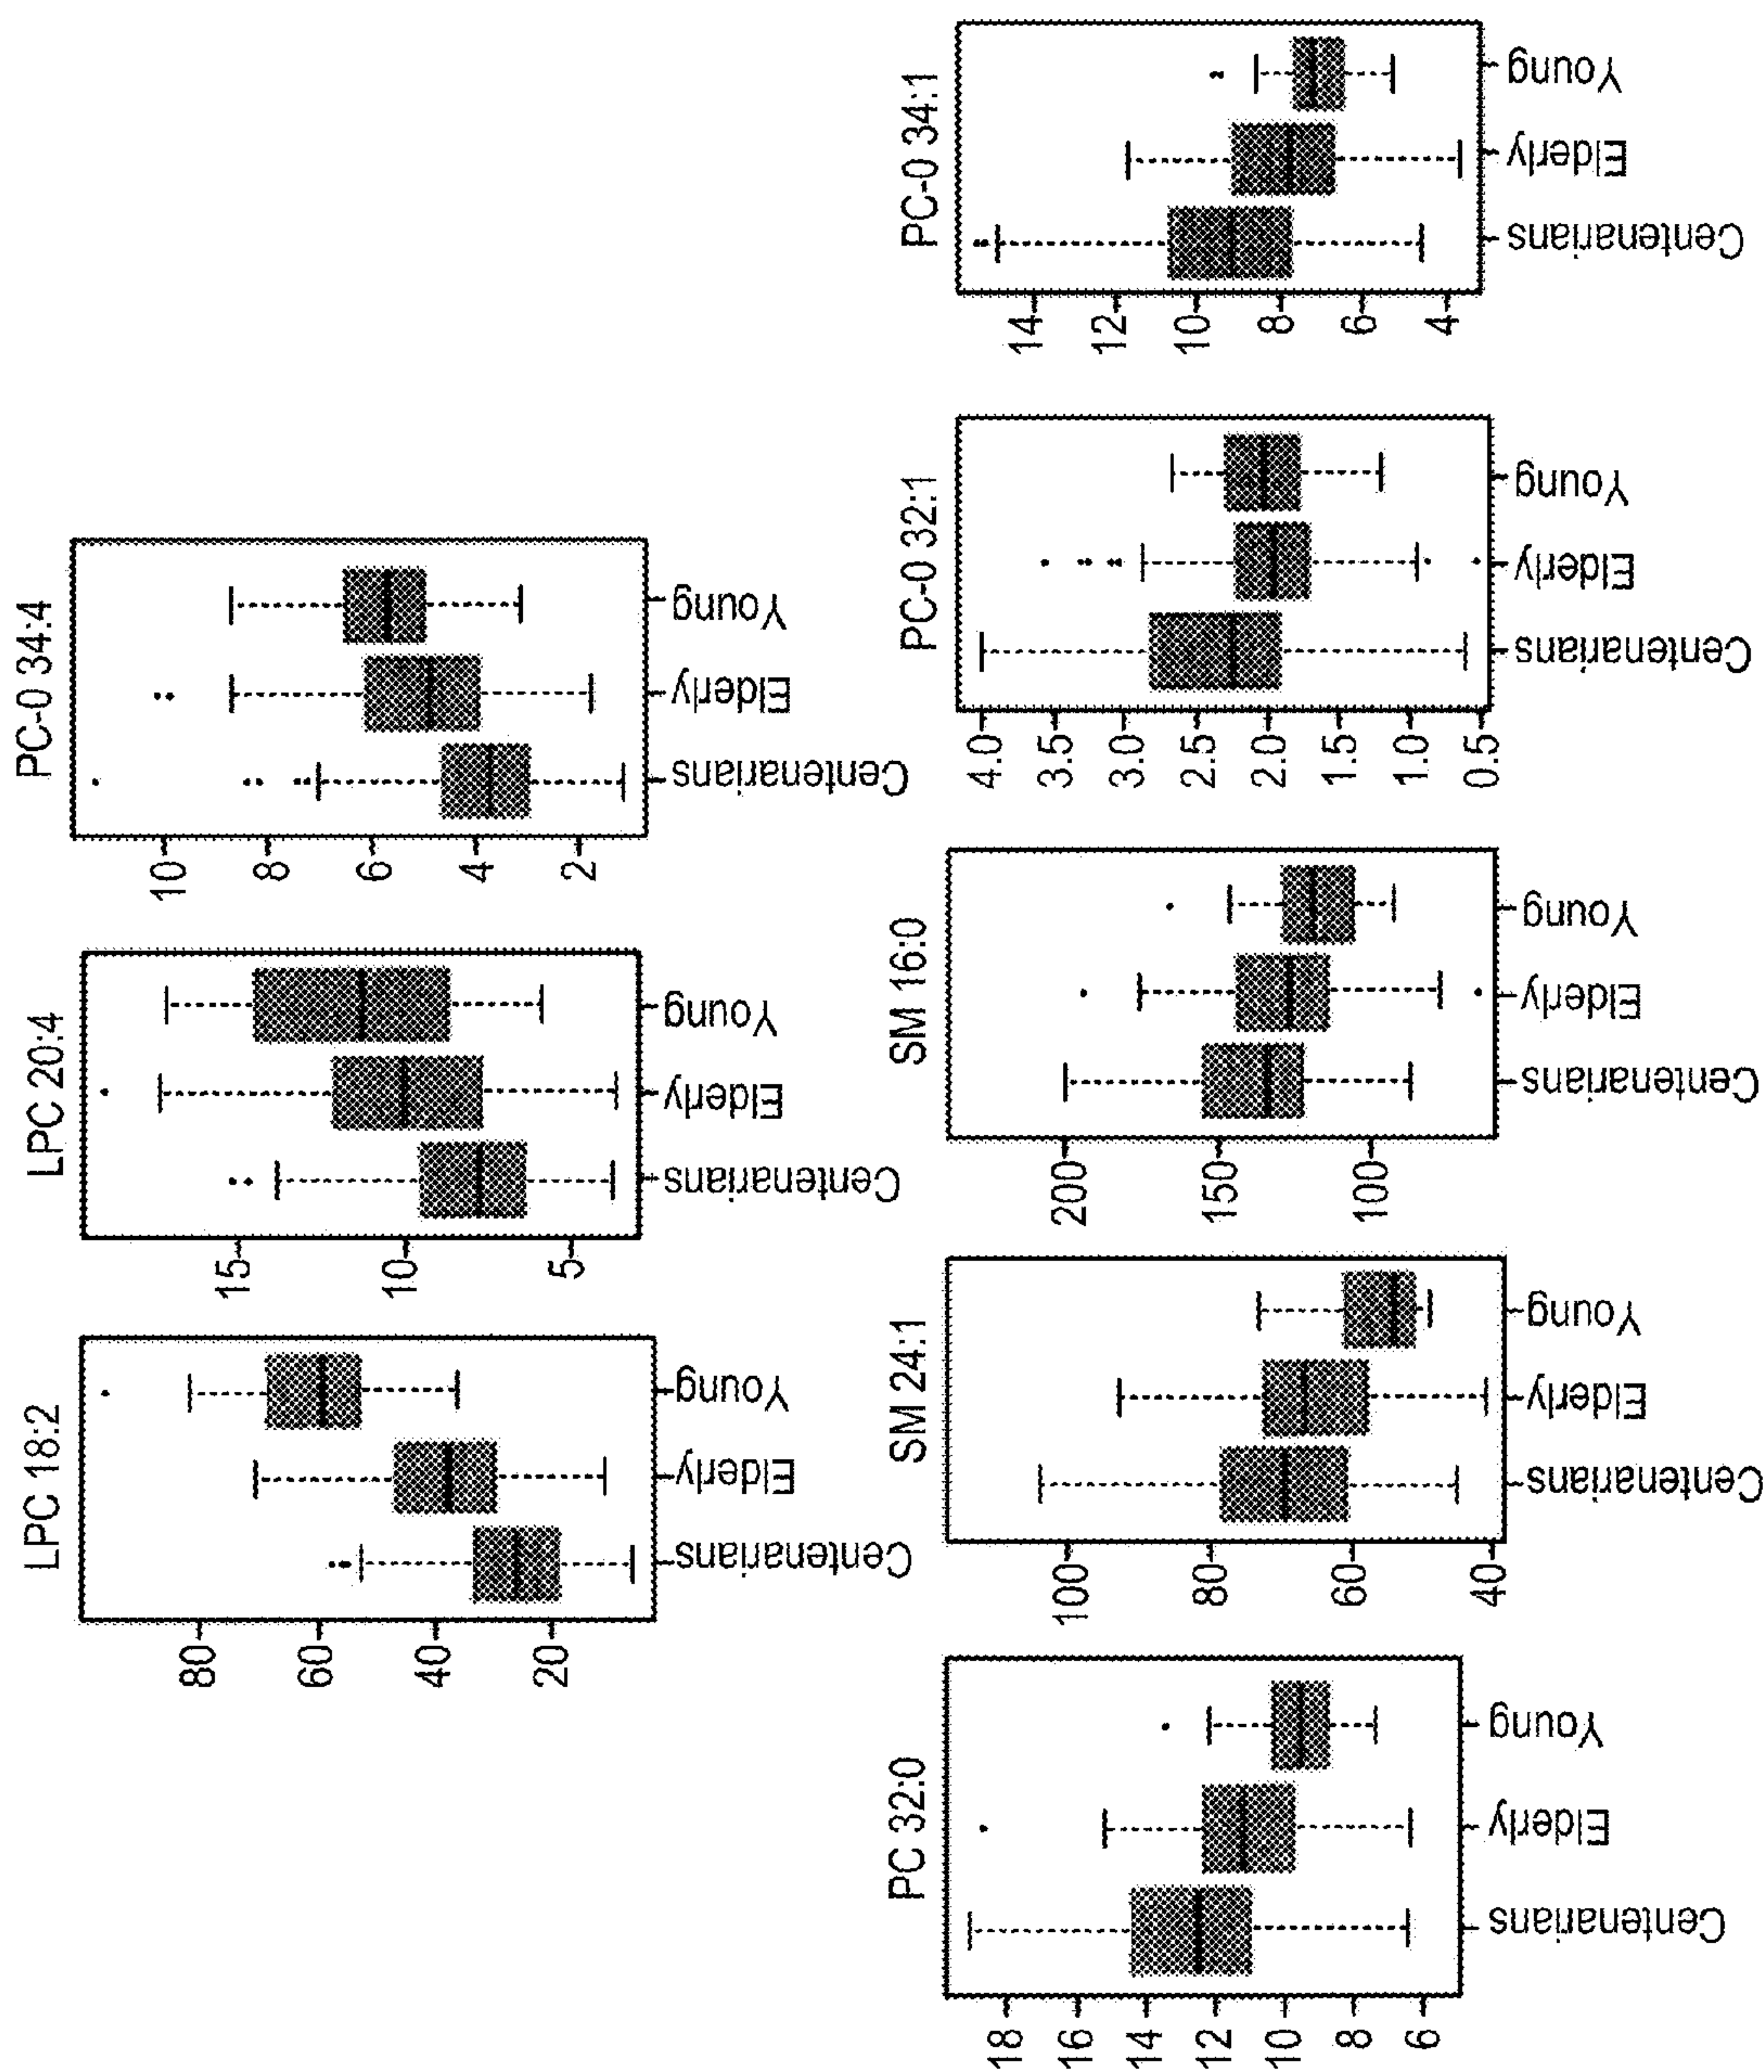 LPC 18:2
80
60
40
20
Centenarians
Elderly
Young
LPC 20:4
15
10
5
Centenarians
Elderly
Young
PC-0 34:4
10
8
6
4
2
Centenarians
Elderly
Young
PC 32:0
18
16
14
12
10
8
6
Centenarians
Elderly
Young
SM 24:1
100
80
60
40
Centenarians
Elderly
Young
SM 16:0
200
150
100
Centenarians
Elderly
Young
PC-0 32:1
4.0
3.5
3.0
2.5
2.0
1.5
1.0
0.5
Centenarians
Elderly
Young
PC-0 34:1
14
12
10
8
6
4
Centenarians
Elderly
Young